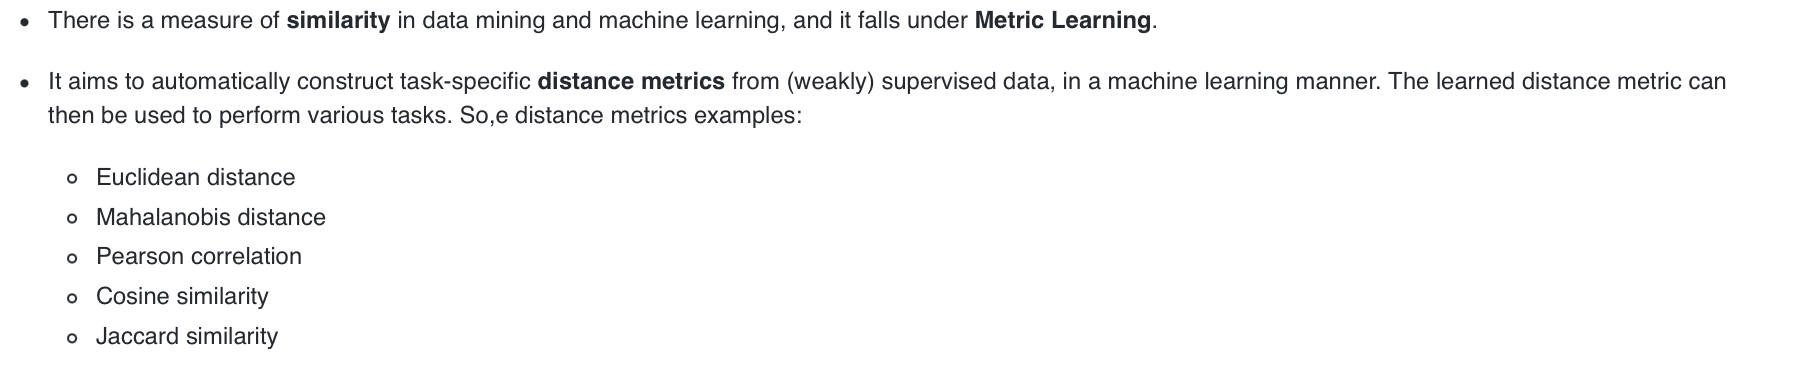 There is a measure of similarity in data mining and machine learning, and it falls under Metric Learning.
It aims to automatically construct task-specific distance metrics from (weakly) supervised data, in a machine learning manner. The learned distance metric can
then be used to perform various tasks. So,e distance metrics examples:
Euclidean distance
Mahalanobis distance
Pearson correlation
Cosine similarity
Jaccard similarity